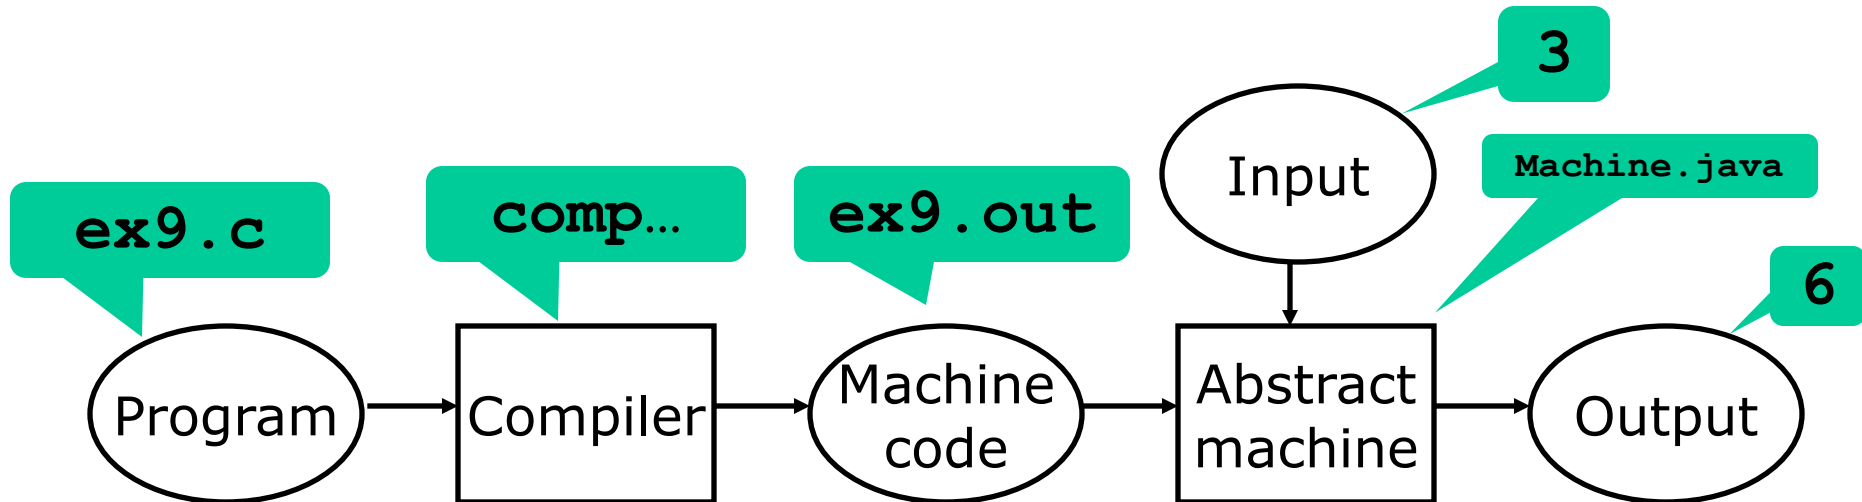 3
Machine.java
ex9.c
comp…
ex9.out
Input
6
Program
Compiler
Machine
code
Abstract
machine
Output